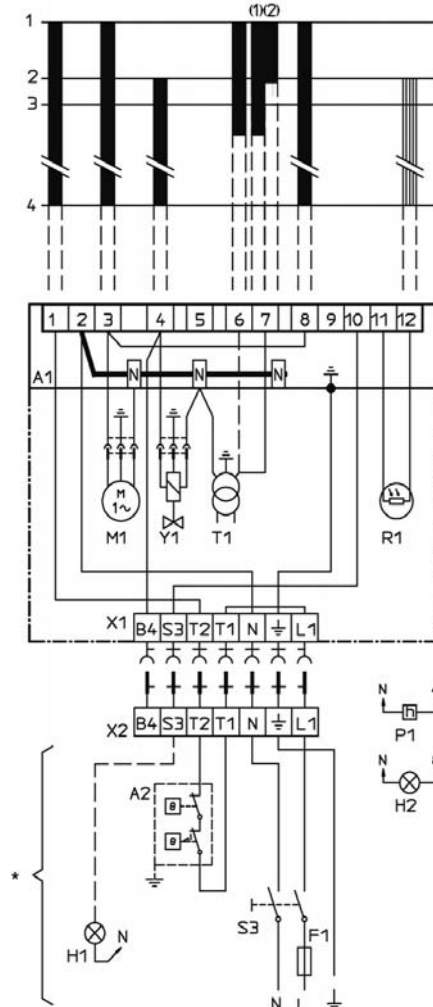 (1)(2)
1
2
3
4
1 2 3 4 5 6 7 8 9 10 11 12
A1
N N N
M
1~
M1 Y1 T1 R1
X1 B4 S3 T2 T1 N L1
N
P1
X2 B4 S3 T2 T1 N L1
N
H2
A2
θ
θ
*
S3
F1
H1 N
N L